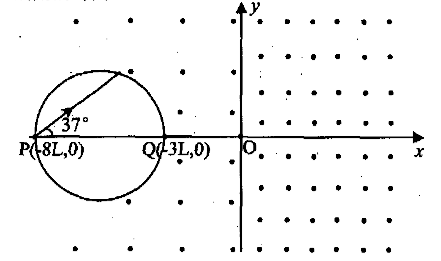 y
37°
P(-8L,0)
Q(-3L,0)
O
x